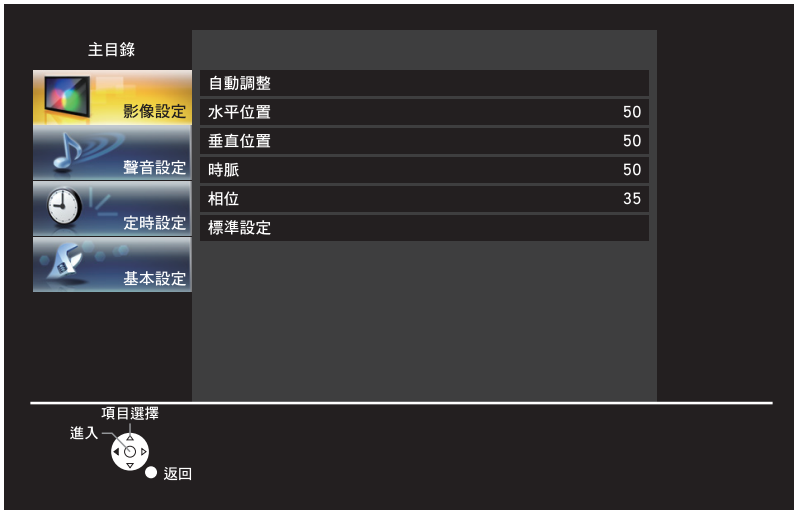 主目錄
影像設定
聲音設定
定時設定
基本設定
自動調整
水平位置 50
垂直位置 50
時脈 50
相位 35
標準設定
項目選擇
進入
返回